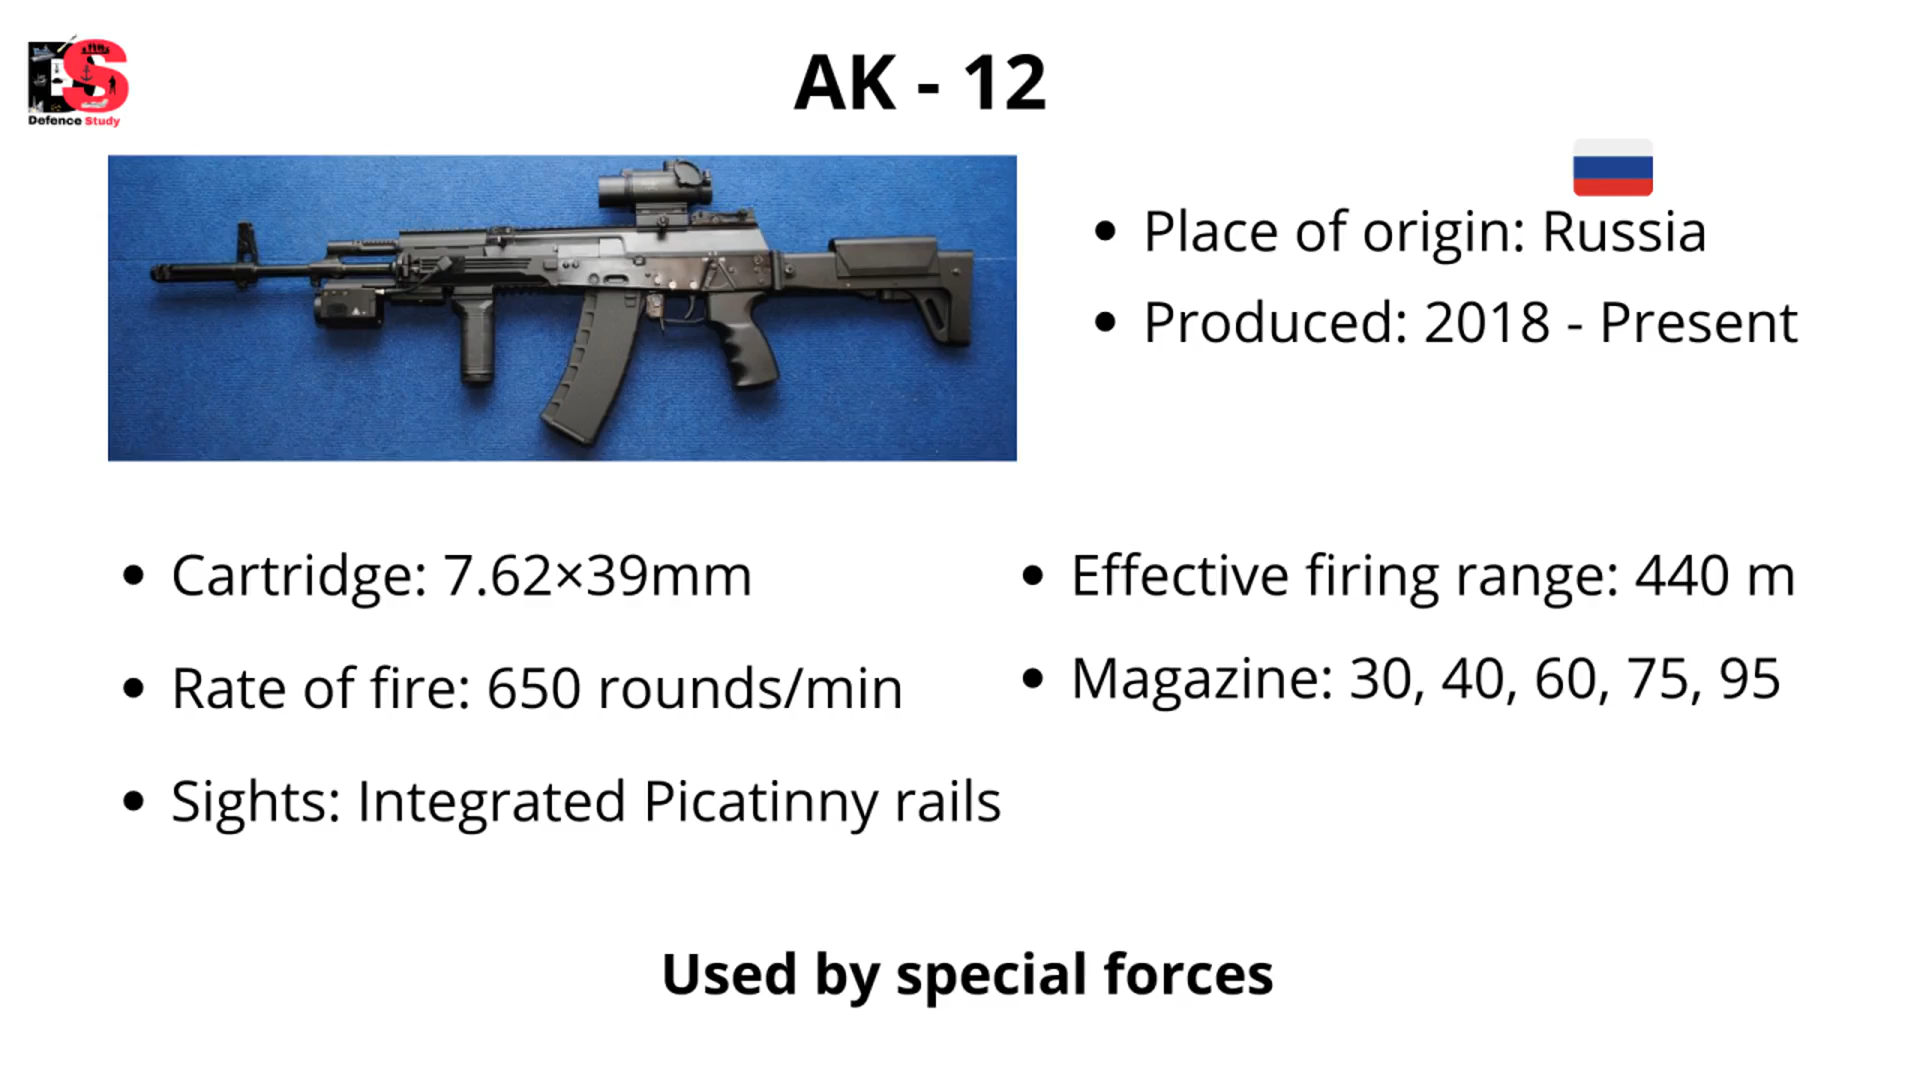 Defence Study
AK - 12
Place of origin: Russia
Produced: 2018 - Present
Cartridge: 7.62×39mm
Rate of fire: 650 rounds/min
Sights: Integrated Picatinny rails
Effective firing range: 440 m
Magazine: 30, 40, 60, 75, 95
Used by special forces